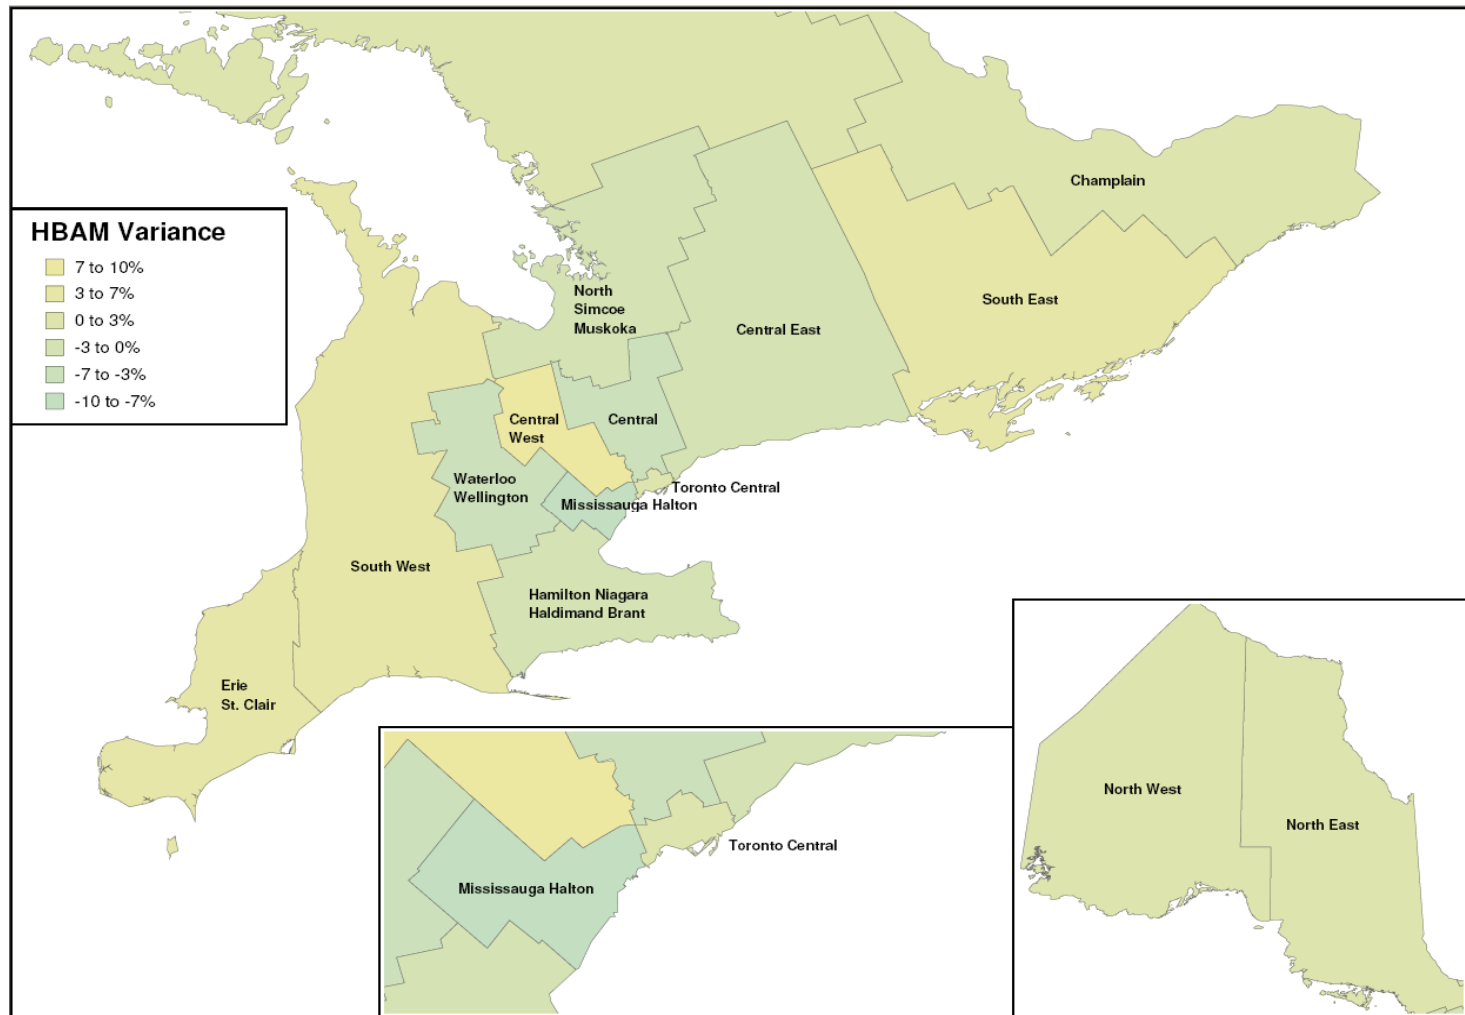 Champlain
HBAM Variance
7 to 10%
3 to 7%
0 to 3%
-3 to 0%
-7 to -3%
-10 to -7%
North
Simcoe
Muskoka
South East
Central East
Central
West
Central
Waterloo
Wellington
Toronto Central
Mississauga Halton
South West
Hamilton Niagara
Haldimand Brant
Erie
St. Clair
Toronto Central
Mississauga Halton
North West
North East